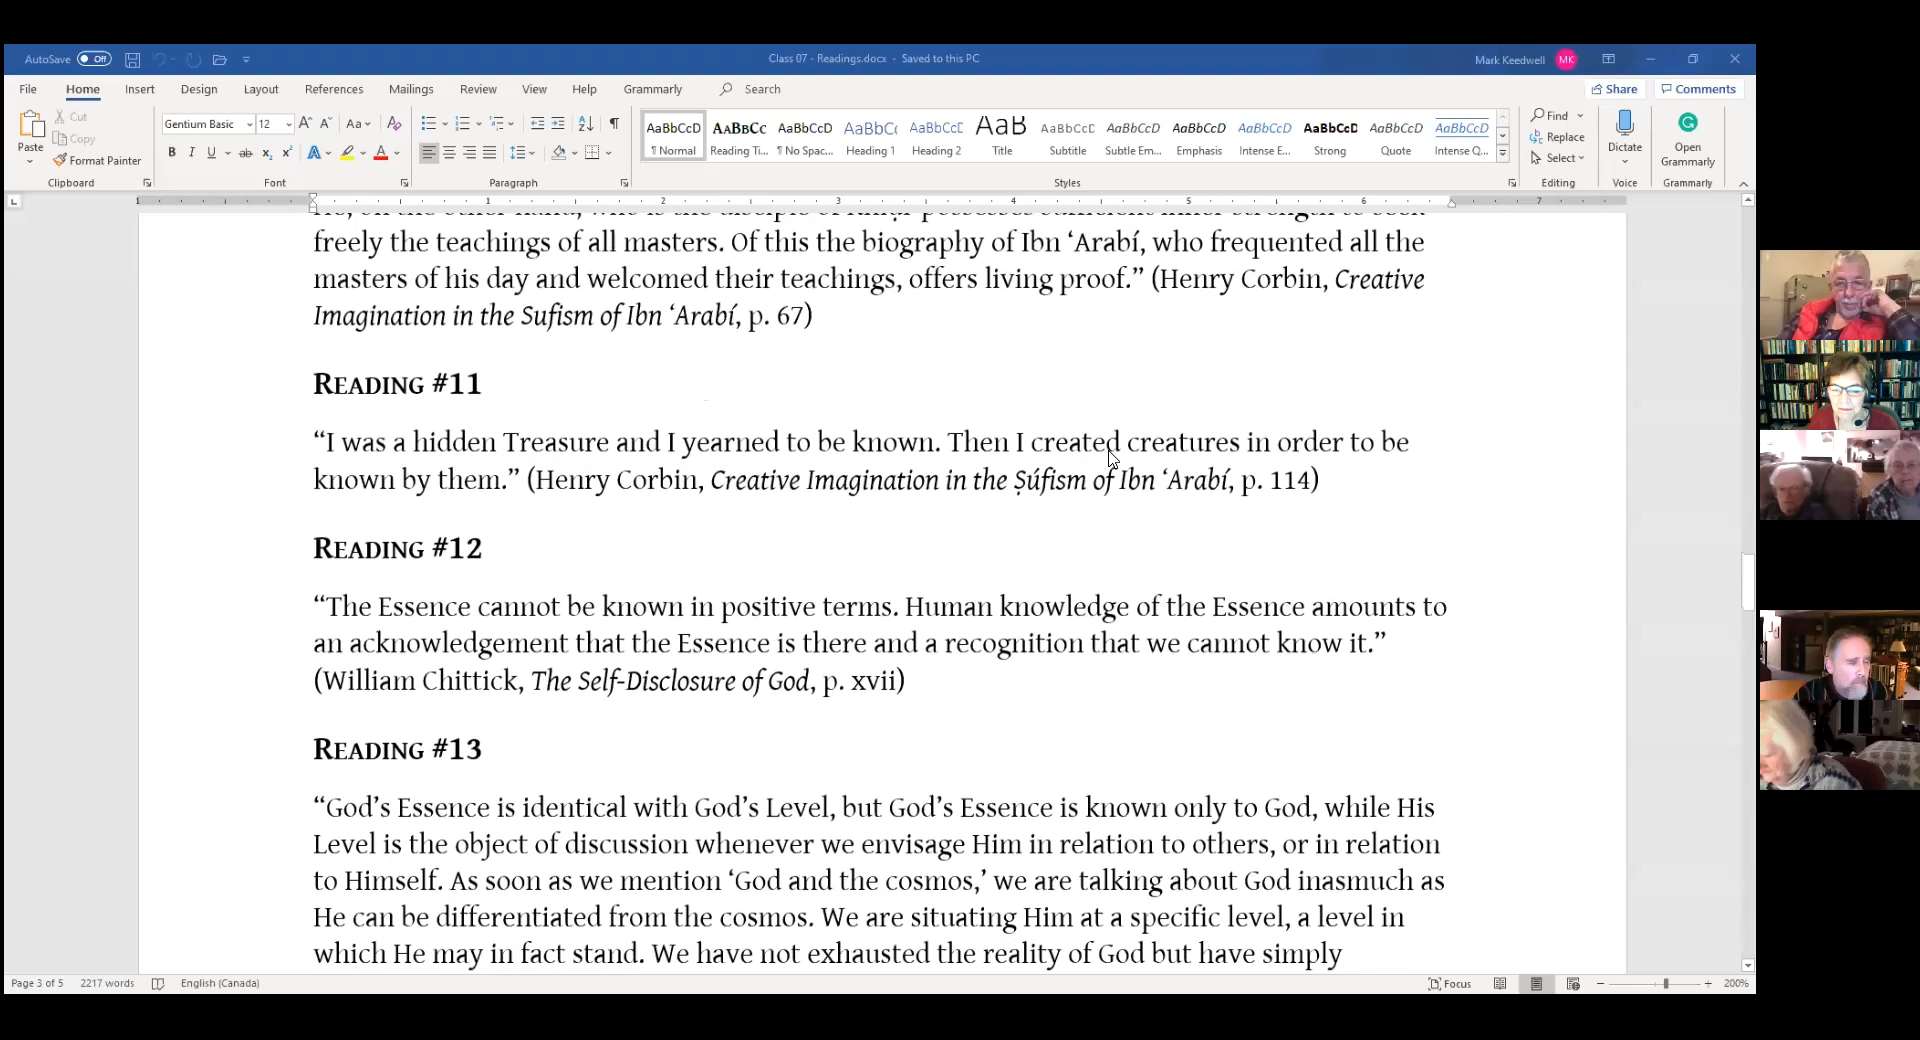 AutoSave Off
Class 07 - Readings.docx - Saved to this PC
Mark Keedwell MK
File Home Insert Design Layout References Mailings Review View Help Grammarly Search
Share Comments
Paste
Cut
Copy
Format Painter
Clipboard
Gentium Basic 12
Font
Paragraph
AaBbCcD AaBbCc AaBbCcD AaBbC AaBbCcC AaB AaBbCcC AaBbCcD AaBbCcD AaBbCcD AaBbCcD AaBbCcD AaBbCcD
¶ Normal Reading Ti... ¶ No Spac... Heading 1 Heading 2 Title Subtitle Subtle Em... Emphasis Intense E... Strong Quote Intense Q...
Styles
Find
Replace
Select
Editing
Dictate
Voice
Open
Grammarly
Grammarly
1 1 2 3 4 5 6 7
freely the teachings of all masters. Of this the biography of Ibn ‘Arabí, who frequented all the
masters of his day and welcomed their teachings, offers living proof.” (Henry Corbin, Creative
Imagination in the Sufism of Ibn ‘Arabí, p. 67)
READING #11
“I was a hidden Treasure and I yearned to be known. Then I created creatures in order to be
known by them.” (Henry Corbin, Creative Imagination in the Ṣúfism of Ibn ‘Arabí, p. 114)
READING #12
“The Essence cannot be known in positive terms. Human knowledge of the Essence amounts to
an acknowledgement that the Essence is there and a recognition that we cannot know it.”
(William Chittick, The Self-Disclosure of God, p. xvii)
READING #13
“God’s Essence is identical with God’s Level, but God’s Essence is known only to God, while His
Level is the object of discussion whenever we envisage Him in relation to others, or in relation
to Himself. As soon as we mention ‘God and the cosmos,’ we are talking about God inasmuch as
He can be differentiated from the cosmos. We are situating Him at a specific level, a level in
which He may in fact stand. We have not exhausted the reality of God but have simply
Page 3 of 5 2217 words English (Canada) Focus 200%